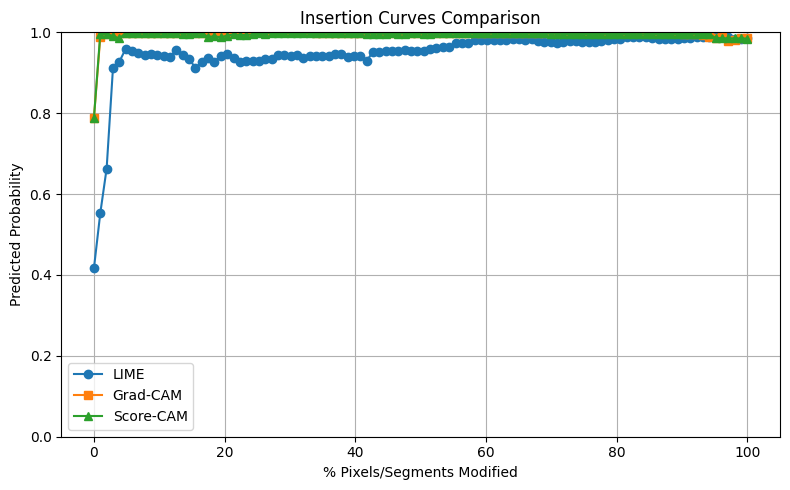 Insertion Curves Comparison
1.0
0.8
0.6
0.4
0.2
0.0
Predicted Probability
LIME
Grad-CAM
Score-CAM
0 20 40 60 80 100
% Pixels/Segments Modified